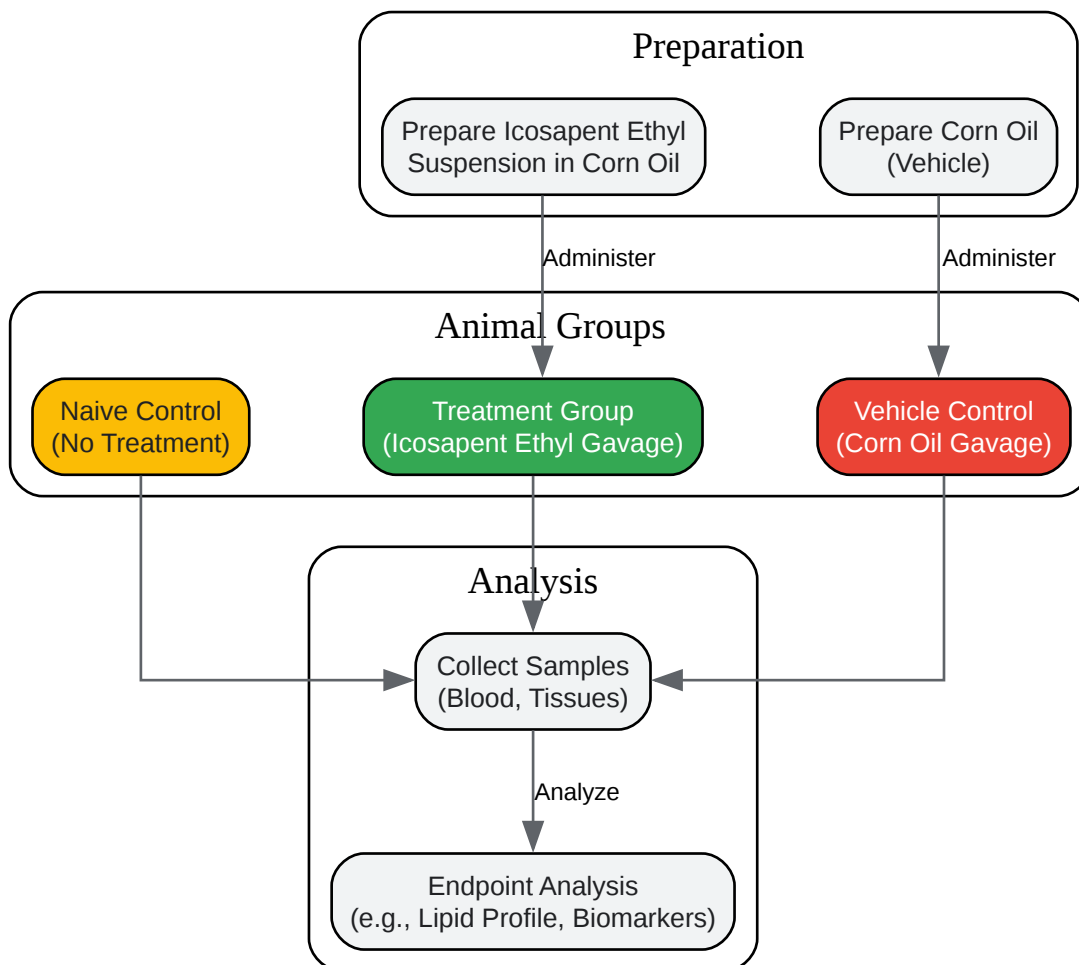 Preparation
Prepare Icosapent Ethyl
Suspension in Corn Oil
Prepare Corn Oil
(Vehicle)
Administer
Administer
Animal Groups
Naive Control
(No Treatment)
Treatment Group
(Icosapent Ethyl Gavage)
Vehicle Control
(Corn Oil Gavage)
Analysis
Collect Samples
(Blood, Tissues)
Analyze
Endpoint Analysis
(e.g., Lipid Profile, Biomarkers)